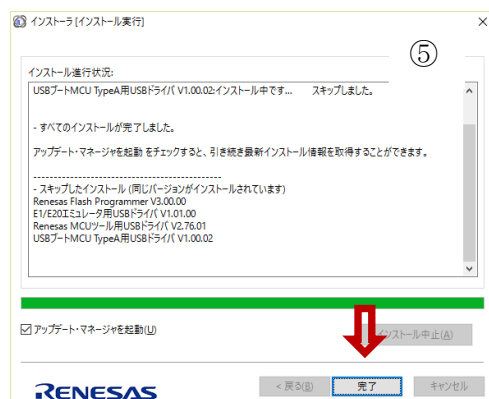 インストーラ [インストール実行]
⑤
インストール進行状況:
USBブートMCU TypeA用USBドライバ V1.00.02:インストール中です... スキップしました。
- すべてのインストールが完了しました。
アップデート・マネージャを起動 をチェックすると、引き続き最新インストール情報を取得することができます。
--------------------------------------------
- スキップしたインストール (同じバージョンがインストールされています)
Renesas Flash Programmer V3.00.00
E1/E20エミュレータ用USBドライバ V1.01.00
Renesas MCUツール用USBドライバ V2.76.01
USBブートMCU TypeA用USBドライバ V1.00.02
アップデート・マネージャを起動(U)
インストール中止(A)
RENESAS
< 戻る(B)
完了
キャンセル